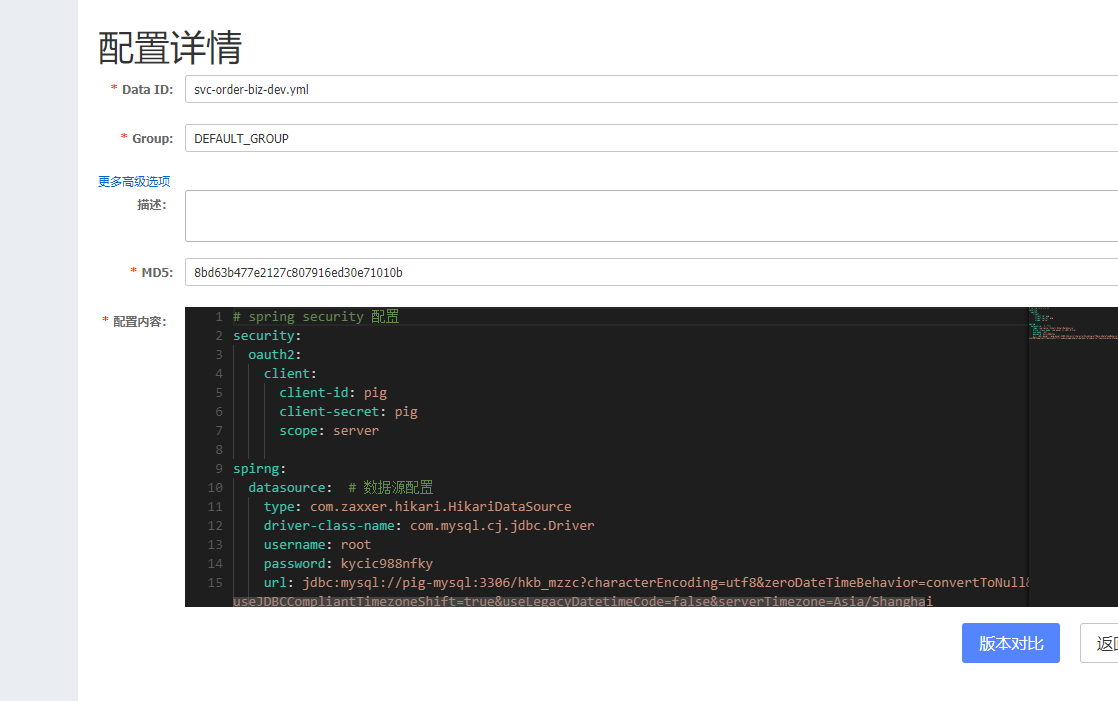 配置详情
* Data ID: svc-order-biz-dev.yml
* Group: DEFAULT_GROUP
更多高级选项
描述:
* MD5: 8bd63b477e2127c807916ed30e71010b
* 配置内容:
1 # spring security 配置
2 security:
3 oauth2:
4 client:
5 client-id: pig
6 client-secret: pig
7 scope: server
8
9 spirng:
10 datasource: # 数据源配置
11 type: com.zaxxer.hikari.HikariDataSource
12 driver-class-name: com.mysql.cj.jdbc.Driver
13 username: root
14 password: kycic988nfky
15 url: jdbc:mysql://pig-mysql:3306/hkb_mzzc?characterEncoding=utf8&zeroDateTimeBehavior=convertToNull&
useJDBCCompliantTimezoneShift=true&useLegacyDatetimeCode=false&serverTimezone=Asia/Shanghai
版本对比
返